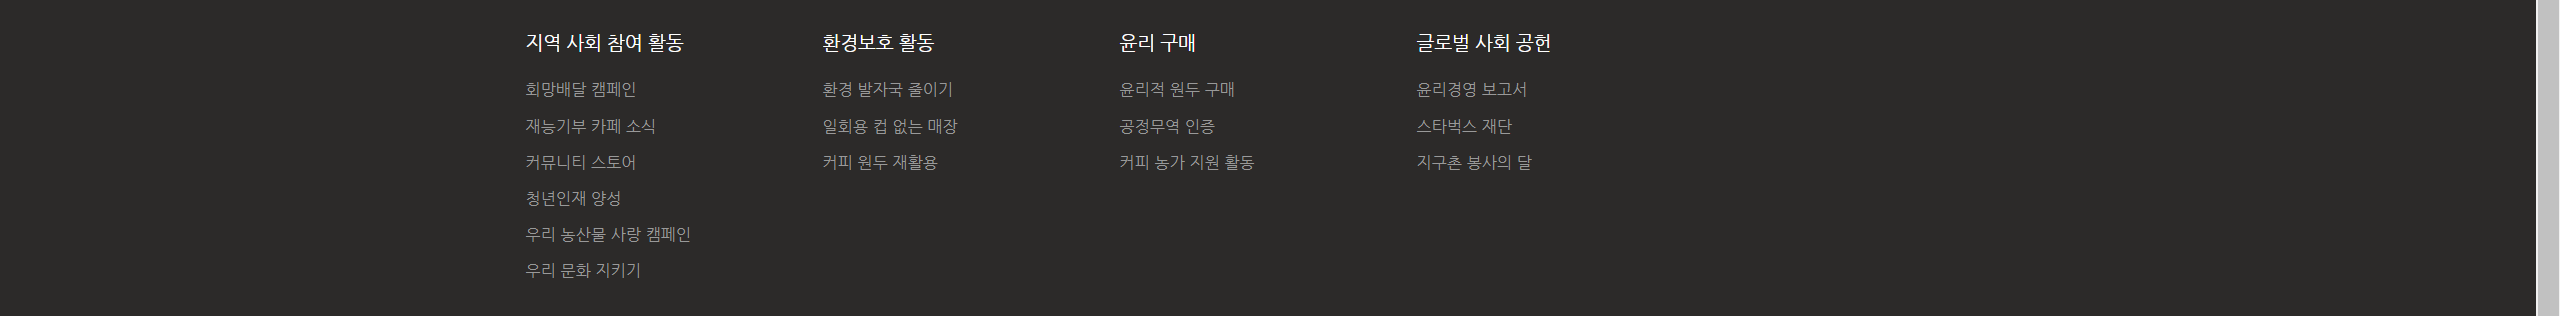 지역 사회 참여 활동
희망배달 캠페인
재능기부 카페 소식
커뮤니티 스토어
청년인재 양성
우리 농산물 사랑 캠페인
우리 문화 지키기
환경보호 활동
환경 발자국 줄이기
일회용 컵 없는 매장
커피 원두 재활용
윤리 구매
윤리적 원두 구매
공정무역 인증
커피 농가 지원 활동
글로벌 사회 공헌
윤리경영 보고서
스타벅스 재단
지구촌 봉사의 달